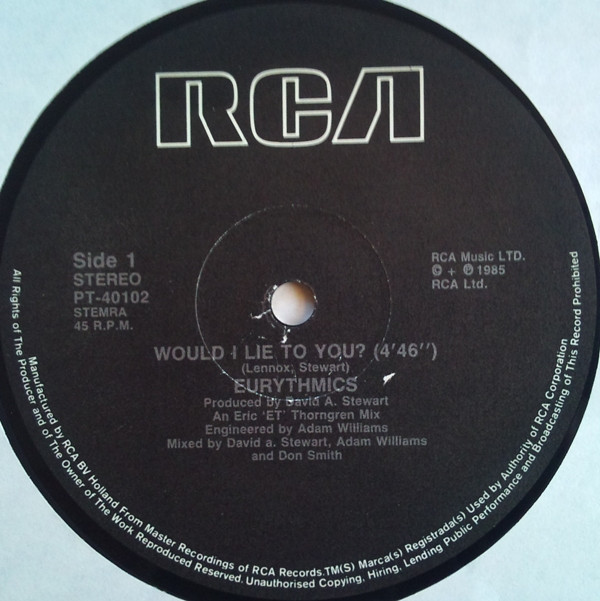 RCA
Side 1
STEREO
PT-40102
STEMRA
45 R.P.M.
RCA Music LTD.
© + ℗ 1985
RCA Ltd.
WOULD I LIE TO YOU? (4'46'')
(Lennox, Stewart)
EURYTHMICS
Produced by David A. Stewart
An Eric 'ET' Thorngren Mix
Engineered by Adam Williams
Mixed by David a. Stewart, Adam Williams
and Don Smith
Manufactured by RCA BV Holland From Master Recordings of RCA Records.TM(S) Marca(s) Registrada(s) Used by Authority of RCA Corporation
All Rights of The Producer and of The Owner of The Work Reproduced Reserved. Unauthorised Copying, Hiring, Lending Public Performance and Broadcasting of This Record Prohibited